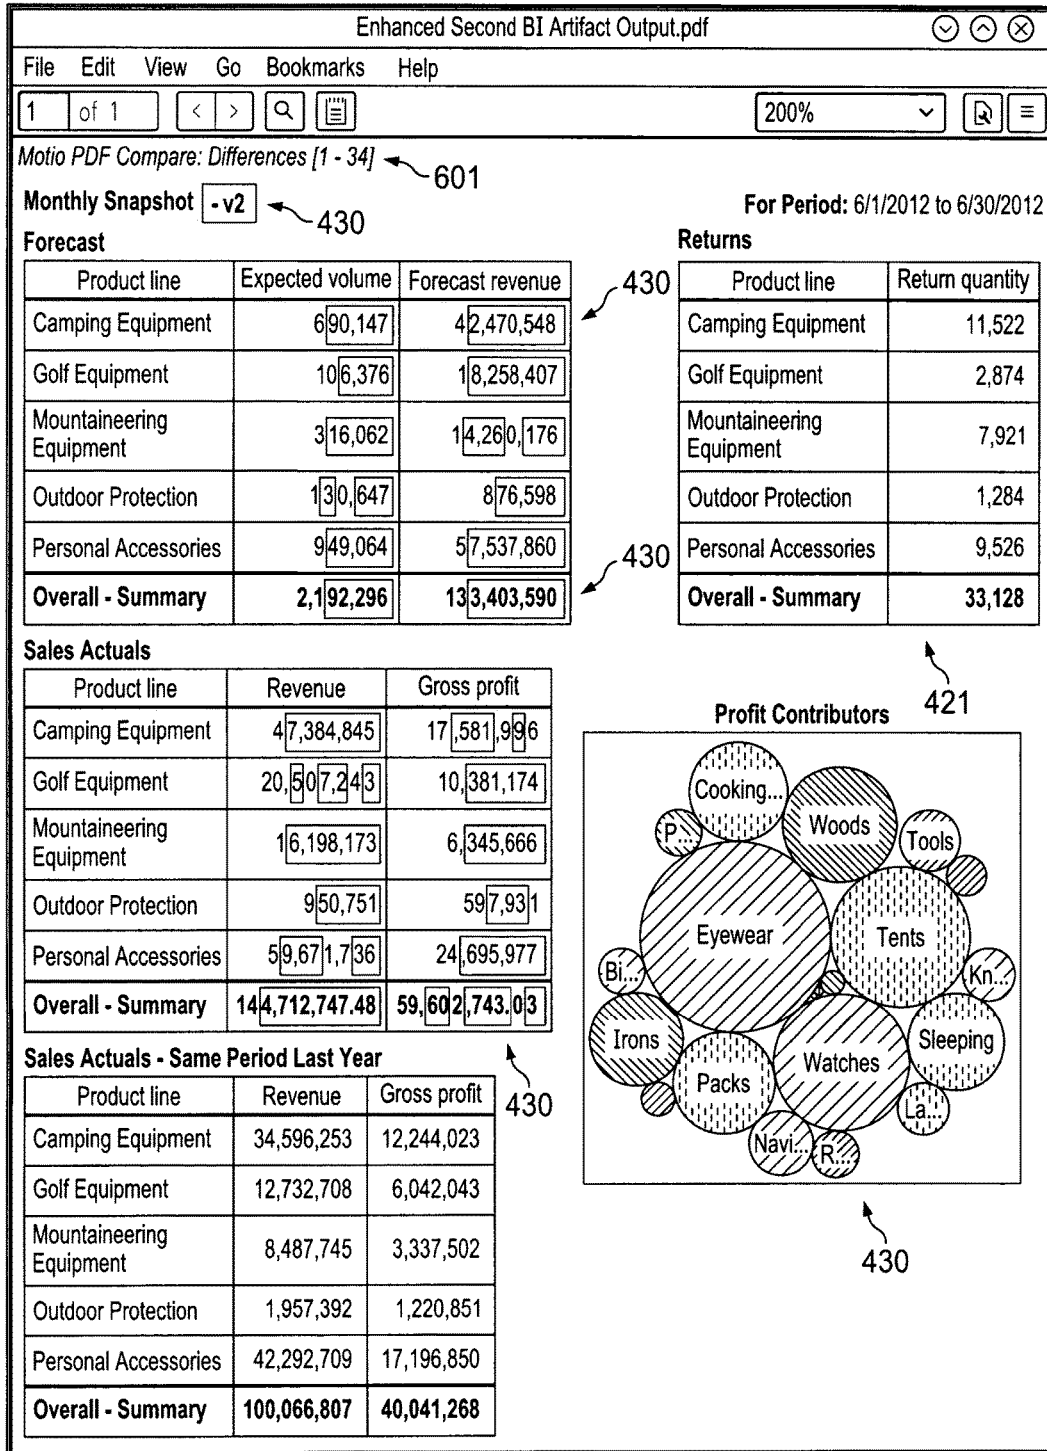 Enhanced Second BI Artifact Output.pdf
File Edit View Go Bookmarks Help
1 of 1 < > 200%
Motio PDF Compare: Differences [1 - 34]
601
Monthly Snapshot - v2
430
For Period: 6/1/2012 to 6/30/2012
Forecast
Product line Expected volume Forecast revenue
Camping Equipment 690,147 42,470,548
Golf Equipment 106,376 18,258,407
Mountaineering
Equipment 316,062 14,260,176
Outdoor Protection 130,647 876,598
Personal Accessories 949,064 57,537,860
Overall - Summary 2,192,296 133,403,590
430
430
Returns
Product line Return quantity
Camping Equipment 11,522
Golf Equipment 2,874
Mountaineering
Equipment 7,921
Outdoor Protection 1,284
Personal Accessories 9,526
Overall - Summary 33,128
421
Sales Actuals
Product line Revenue Gross profit
Camping Equipment 47,384,845 17,581,996
Golf Equipment 20,507,243 10,381,174
Mountaineering
Equipment 16,198,173 6,345,666
Outdoor Protection 950,751 597,931
Personal Accessories 59,671,736 24,695,977
Overall - Summary 144,712,747.48 59,602,743.03
430
Profit Contributors
Cooking...
Woods
P...
Tools
Eyewear
Tents
Bi...
Kn...
Irons
Sleeping
Watches
Packs
La...
Navi...
R...
430
Sales Actuals - Same Period Last Year
Product line Revenue Gross profit
Camping Equipment 34,596,253 12,244,023
Golf Equipment 12,732,708 6,042,043
Mountaineering
Equipment 8,487,745 3,337,502
Outdoor Protection 1,957,392 1,220,851
Personal Accessories 42,292,709 17,196,850
Overall - Summary 100,066,807 40,041,268